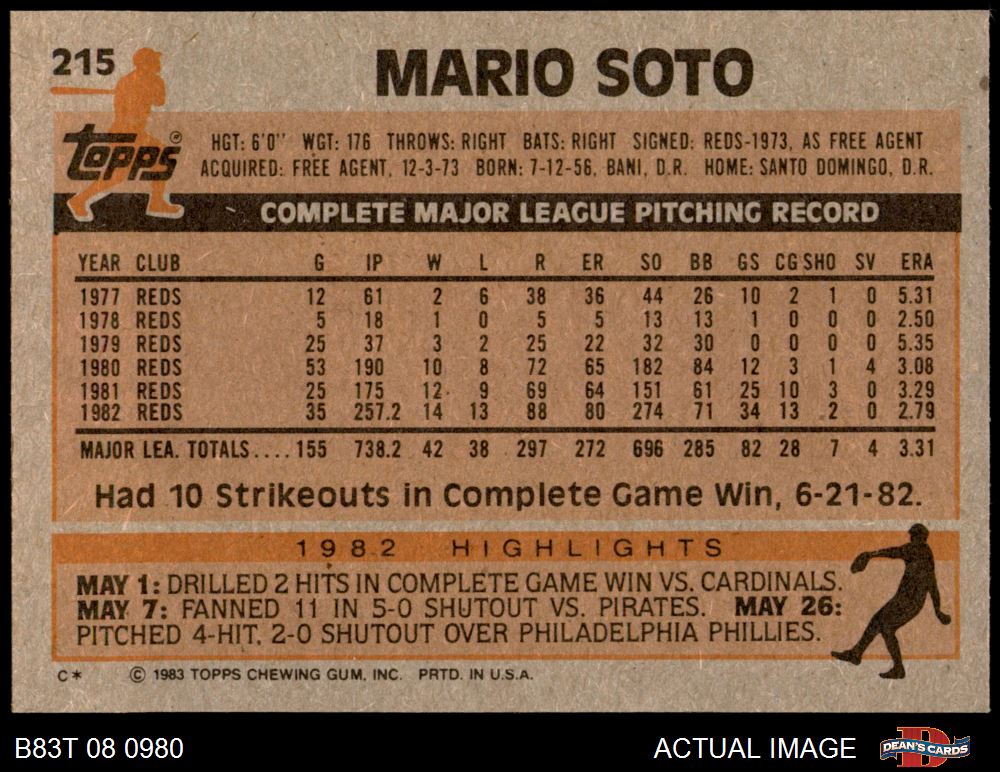 215
MARIO SOTO
Topps®
HGT: 6'0" WGT: 176 THROWS: RIGHT BATS: RIGHT SIGNED: REDS-1973, AS FREE AGENT
ACQUIRED: FREE AGENT, 12-3-73 BORN: 7-12-56, BANI, D.R. HOME: SANTO DOMINGO, D.R.
COMPLETE MAJOR LEAGUE PITCHING RECORD
YEAR CLUB G IP W L R ER SO BB GS CG SHO SV ERA
1977 REDS 12 61 2 6 38 36 44 26 10 2 1 0 5.31
1978 REDS 5 18 1 0 5 5 13 13 1 0 0 0 2.50
1979 REDS 25 37 3 2 25 22 32 30 0 0 0 0 5.35
1980 REDS 53 190 10 8 72 65 182 84 12 3 1 4 3.08
1981 REDS 25 175 12 9 69 64 151 61 25 10 3 0 3.29
1982 REDS 35 257.2 14 13 88 80 274 71 34 13 2 0 2.79
MAJOR LEA. TOTALS.... 155 738.2 42 38 297 272 696 285 82 28 7 4 3.31
Had 10 Strikeouts in Complete Game Win, 6-21-82.
1982 HIGHLIGHTS
MAY 1: DRILLED 2 HITS IN COMPLETE GAME WIN VS. CARDINALS.
MAY 7: FANNED 11 IN 5-0 SHUTOUT VS. PIRATES. MAY 26:
PITCHED 4-HIT, 2-0 SHUTOUT OVER PHILADELPHIA PHILLIES.
C* © 1983 TOPPS CHEWING GUM, INC. PRTD. IN U.S.A.
B83T 08 0980 ACTUAL IMAGE D DEAN'S CARDS